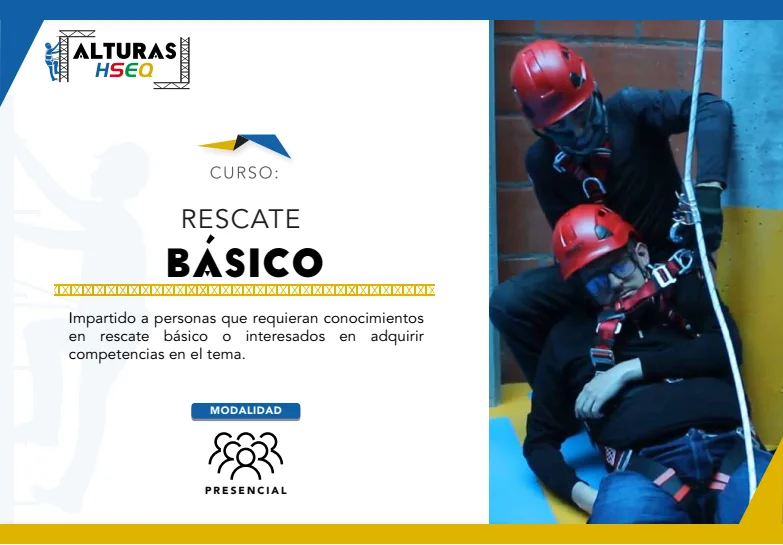 ALTURAS
HSEQ
CURSO:
RESCATE
BÁSICO
Impartido a personas que requieran conocimientos
en rescate básico o interesados en adquirir
competencias en el tema.
MODALIDAD
PRESENCIAL